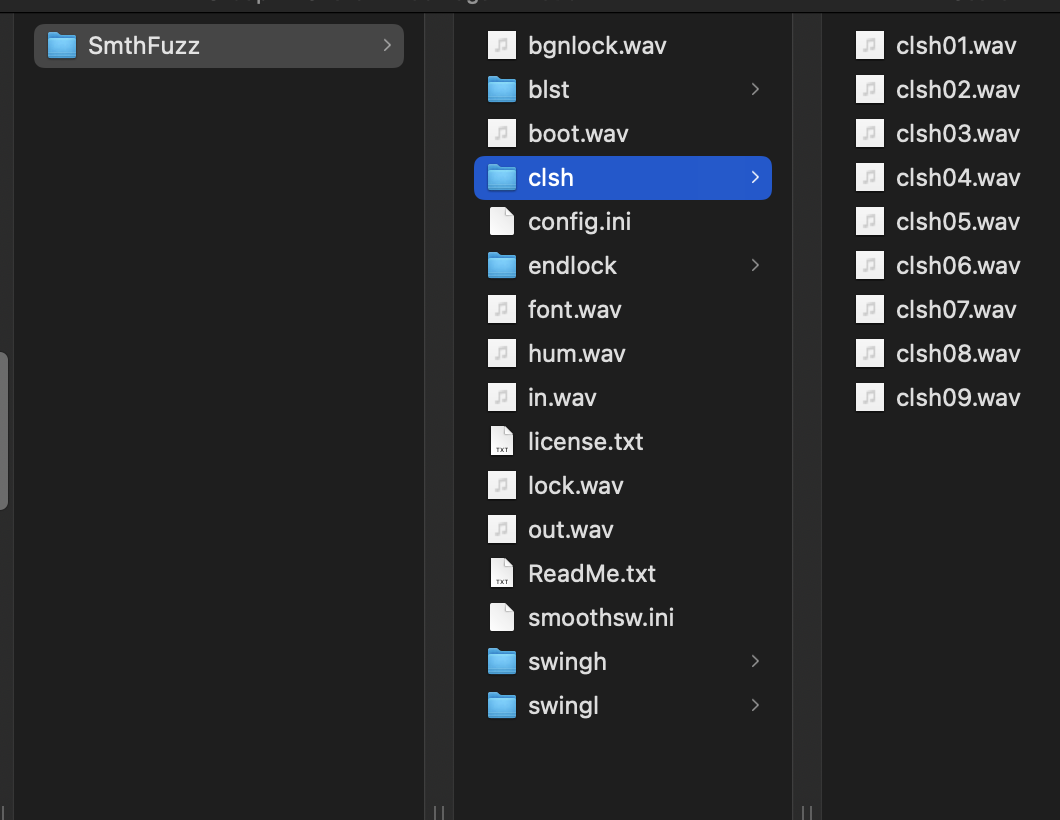 SmthFuzz
bgnlock.wav
blst
boot.wav
clsh
config.ini
endlock
font.wav
hum.wav
in.wav
license.txt
lock.wav
out.wav
ReadMe.txt
smoothsw.ini
swingh
swingl
clsh01.wav
clsh02.wav
clsh03.wav
clsh04.wav
clsh05.wav
clsh06.wav
clsh07.wav
clsh08.wav
clsh09.wav
TXT
TXT